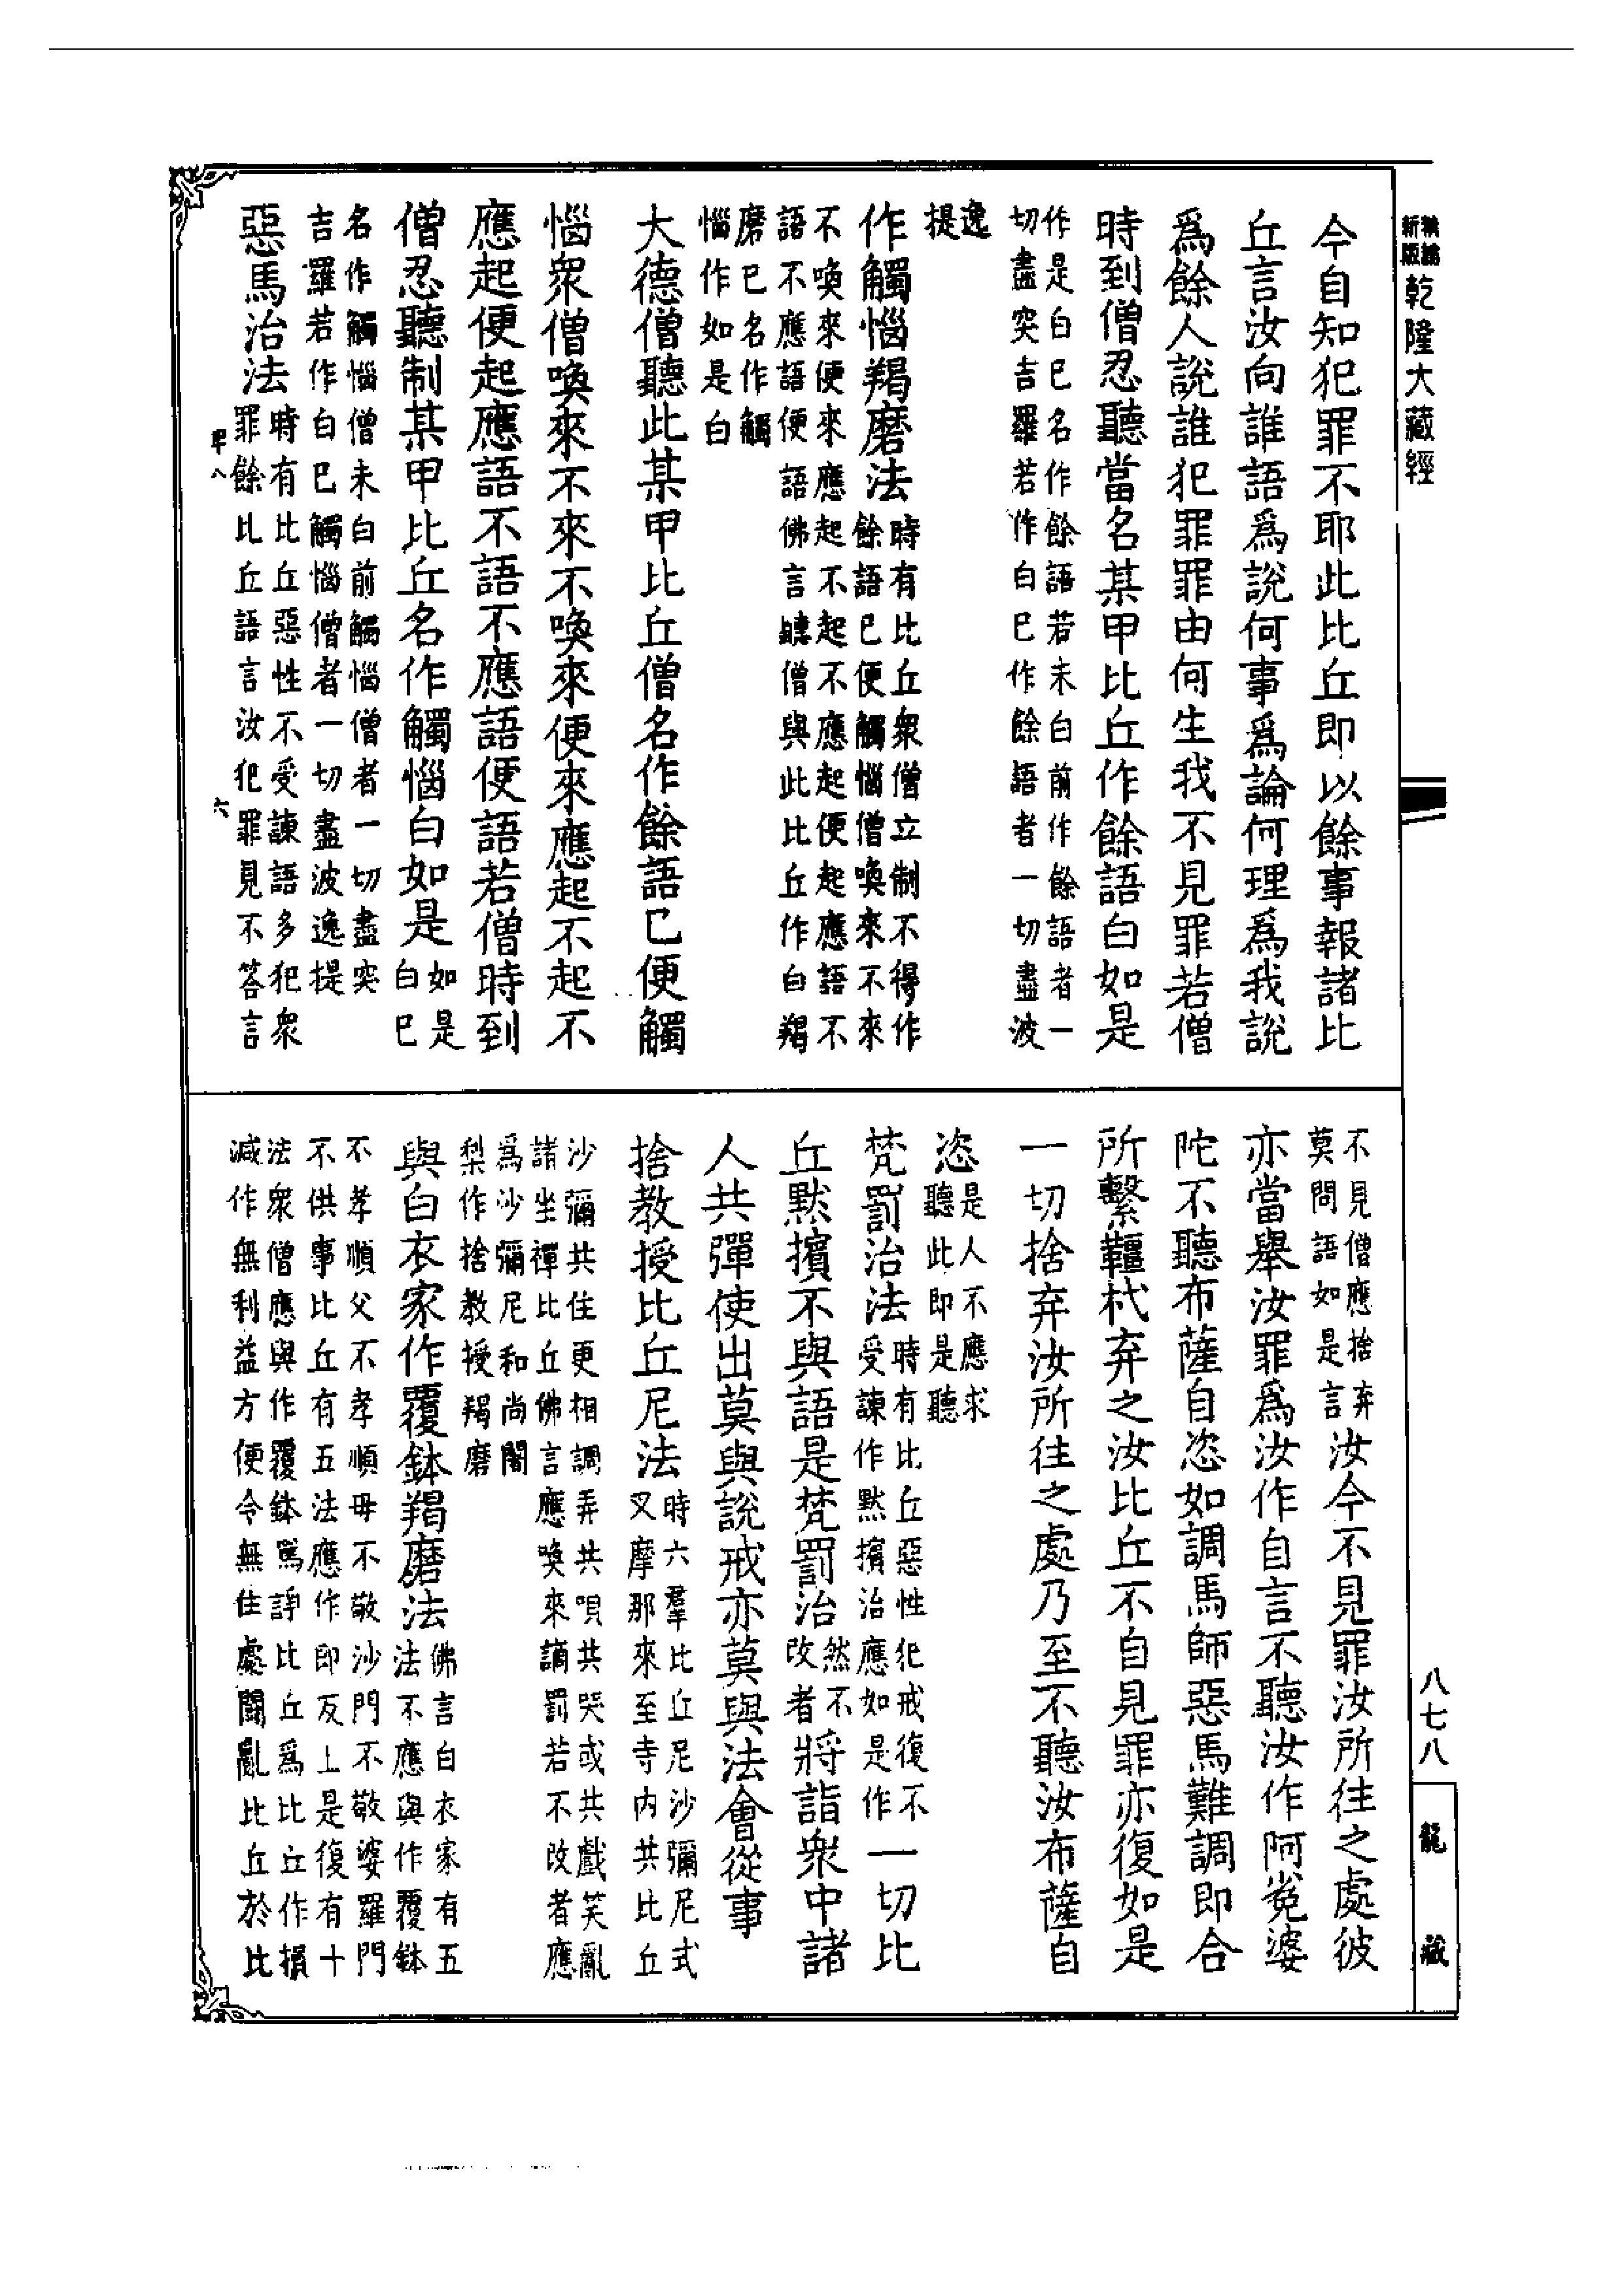 新版
乾隆大藏經
八七八
龍藏
今自知犯罪不耶此比丘即以餘事報諸比
丘言汝向誰語爲說何事爲論何理爲我說
爲餘人說誰犯罪罪由何生我不見罪若僧
時到僧忍聽當名某甲比丘作餘語白如是
作是白已名作餘語若未白前作餘語者一
切盡突吉羅若作白已作餘語者一切盡波
逸
提
作觸惱羯磨法
時有比丘眾僧立制不得作
餘語已便觸惱僧喚來不來
不喚來便來應起不起不應起便起應語不
語不應語便語佛言聽僧與此比丘作白羯
磨已名作觸
惱作如是白
大德僧聽此某甲比丘僧名作餘語已便觸
惱眾僧喚來不來不喚來便來應起不起不
應起便起應語不語不應語便語若僧時到
僧忍聽制某甲比丘名作觸惱白如是
如是
白已
名作觸惱僧未白前觸惱僧者一切盡突
吉羅若作白已觸惱僧者一切盡波逸提
惡馬治法
時有比丘惡性不受諫語多犯眾
罪餘比丘語言汝犯罪見不答言
卑八
六
不見僧應捨弃
莫問語如是言
汝今不見罪汝所往之處彼
亦當舉汝罪爲汝作自言不聽汝作阿㝹婆
陀不聽布薩自恣如調馬師惡馬難調即合
所繫韁杙弃之汝比丘不自見罪亦復如是
一切捨弃汝所往之處乃至不聽汝布薩自
恣
是人不應求
聽此即是聽
梵罰治法
時有比丘惡性犯戒復不
受諫作默擯治應如是作
一切比
丘默擯不與語是梵罰治
然不
改者
將詣眾中諸
人共彈使出莫與說戒亦莫與法會從事
捨教授比丘尼法
時六羣比丘尼沙彌尼式
叉摩那來至寺内共比丘
沙彌共住更相調弄共唄共哭或共戲笑亂
諸坐禪比丘佛言應喚來謫罰若不改者應
爲沙彌尼和尚闍
梨作捨教授羯磨
與白衣家作覆鉢羯磨法
佛言白衣家有五
法不應與作覆鉢
不孝順父不孝順母不敬沙門不敬婆羅門
不供事比丘有五法應作即反上是復有十
法眾僧應與作覆鉢罵謗比丘爲比丘作損
減作無利益方便令無住處鬪亂比丘於比